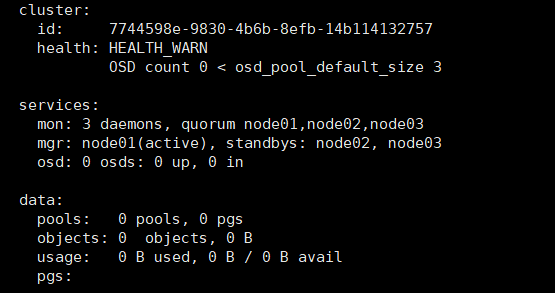 cluster:
id: 7744598e-9830-4b6b-8efb-14b114132757
health: HEALTH_WARN
OSD count 0 < osd_pool_default_size 3
services:
mon: 3 daemons, quorum node01,node02,node03
mgr: node01(active), standbys: node02, node03
osd: 0 osds: 0 up, 0 in
data:
pools: 0 pools, 0 pgs
objects: 0 objects, 0 B
usage: 0 B used, 0 B / 0 B avail
pgs: